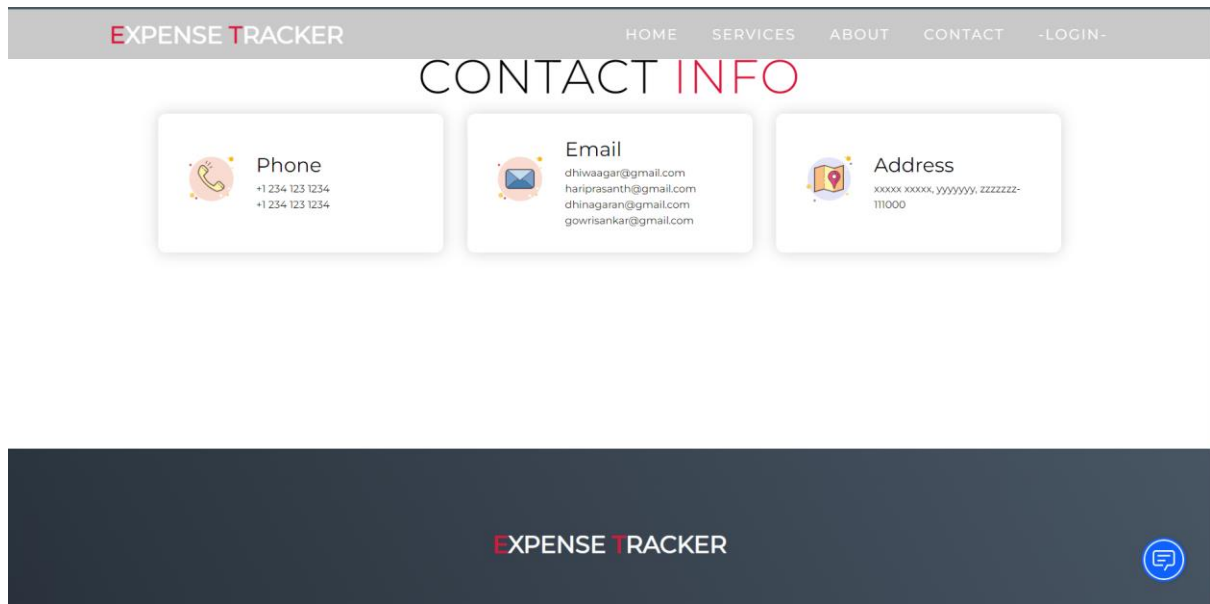 EXPENSE TRACKER
HOME SERVICES ABOUT CONTACT -LOGIN-
CONTACT INFO
Phone
+1 234 123 1234
+1 234 123 1234
Email
dhiwaagar@gmail.com
hariprasanth@gmail.com
dhinagaran@gmail.com
gowrisankar@gmail.com
Address
xxxxx xxxxx, yyyyyyy, zzzzzzz-
111000
EXPENSE TRACKER